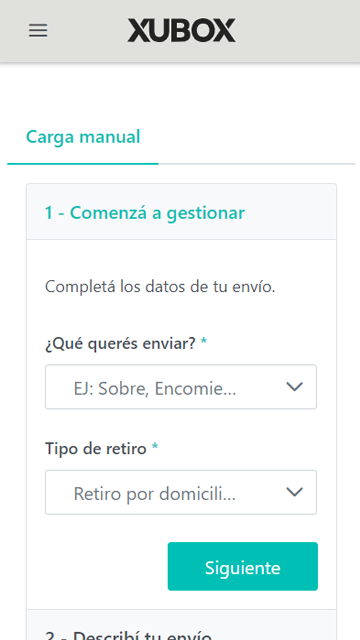 XUBOX
Carga manual
1 - Comenzá a gestionar
Completá los datos de tu envío.
¿Qué querés enviar? *
EJ: Sobre, Encomie...
Tipo de retiro *
Retiro por domicili...
Siguiente
2 - Describí tu envío